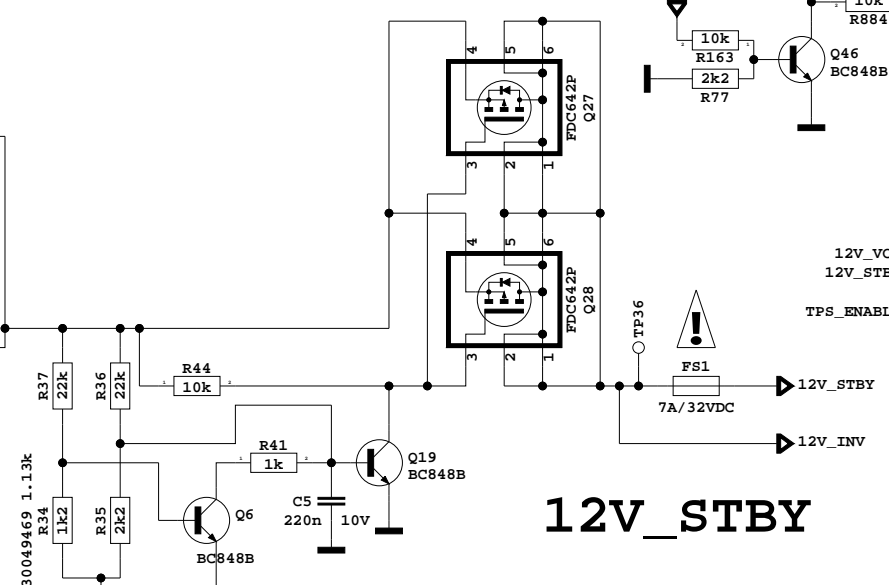 10k
R884
10k
R163
2k2
R77
Q46
BC848B
4
5
6
FDC642P
Q27
3
2
1
4
5
6
FDC642P
Q28
3
2
1
12V_VC
12V_STB
TPS_ENABL
TP36
FS1
7A/32VDC
12V_STBY
12V_INV
R37
22k
R36
22k
R44
10k
R41
1k
Q19
BC848B
30049469 1.13k
R34
1k2
R35
2k2
Q6
BC848B
C5
220n 10V
12V_STBY